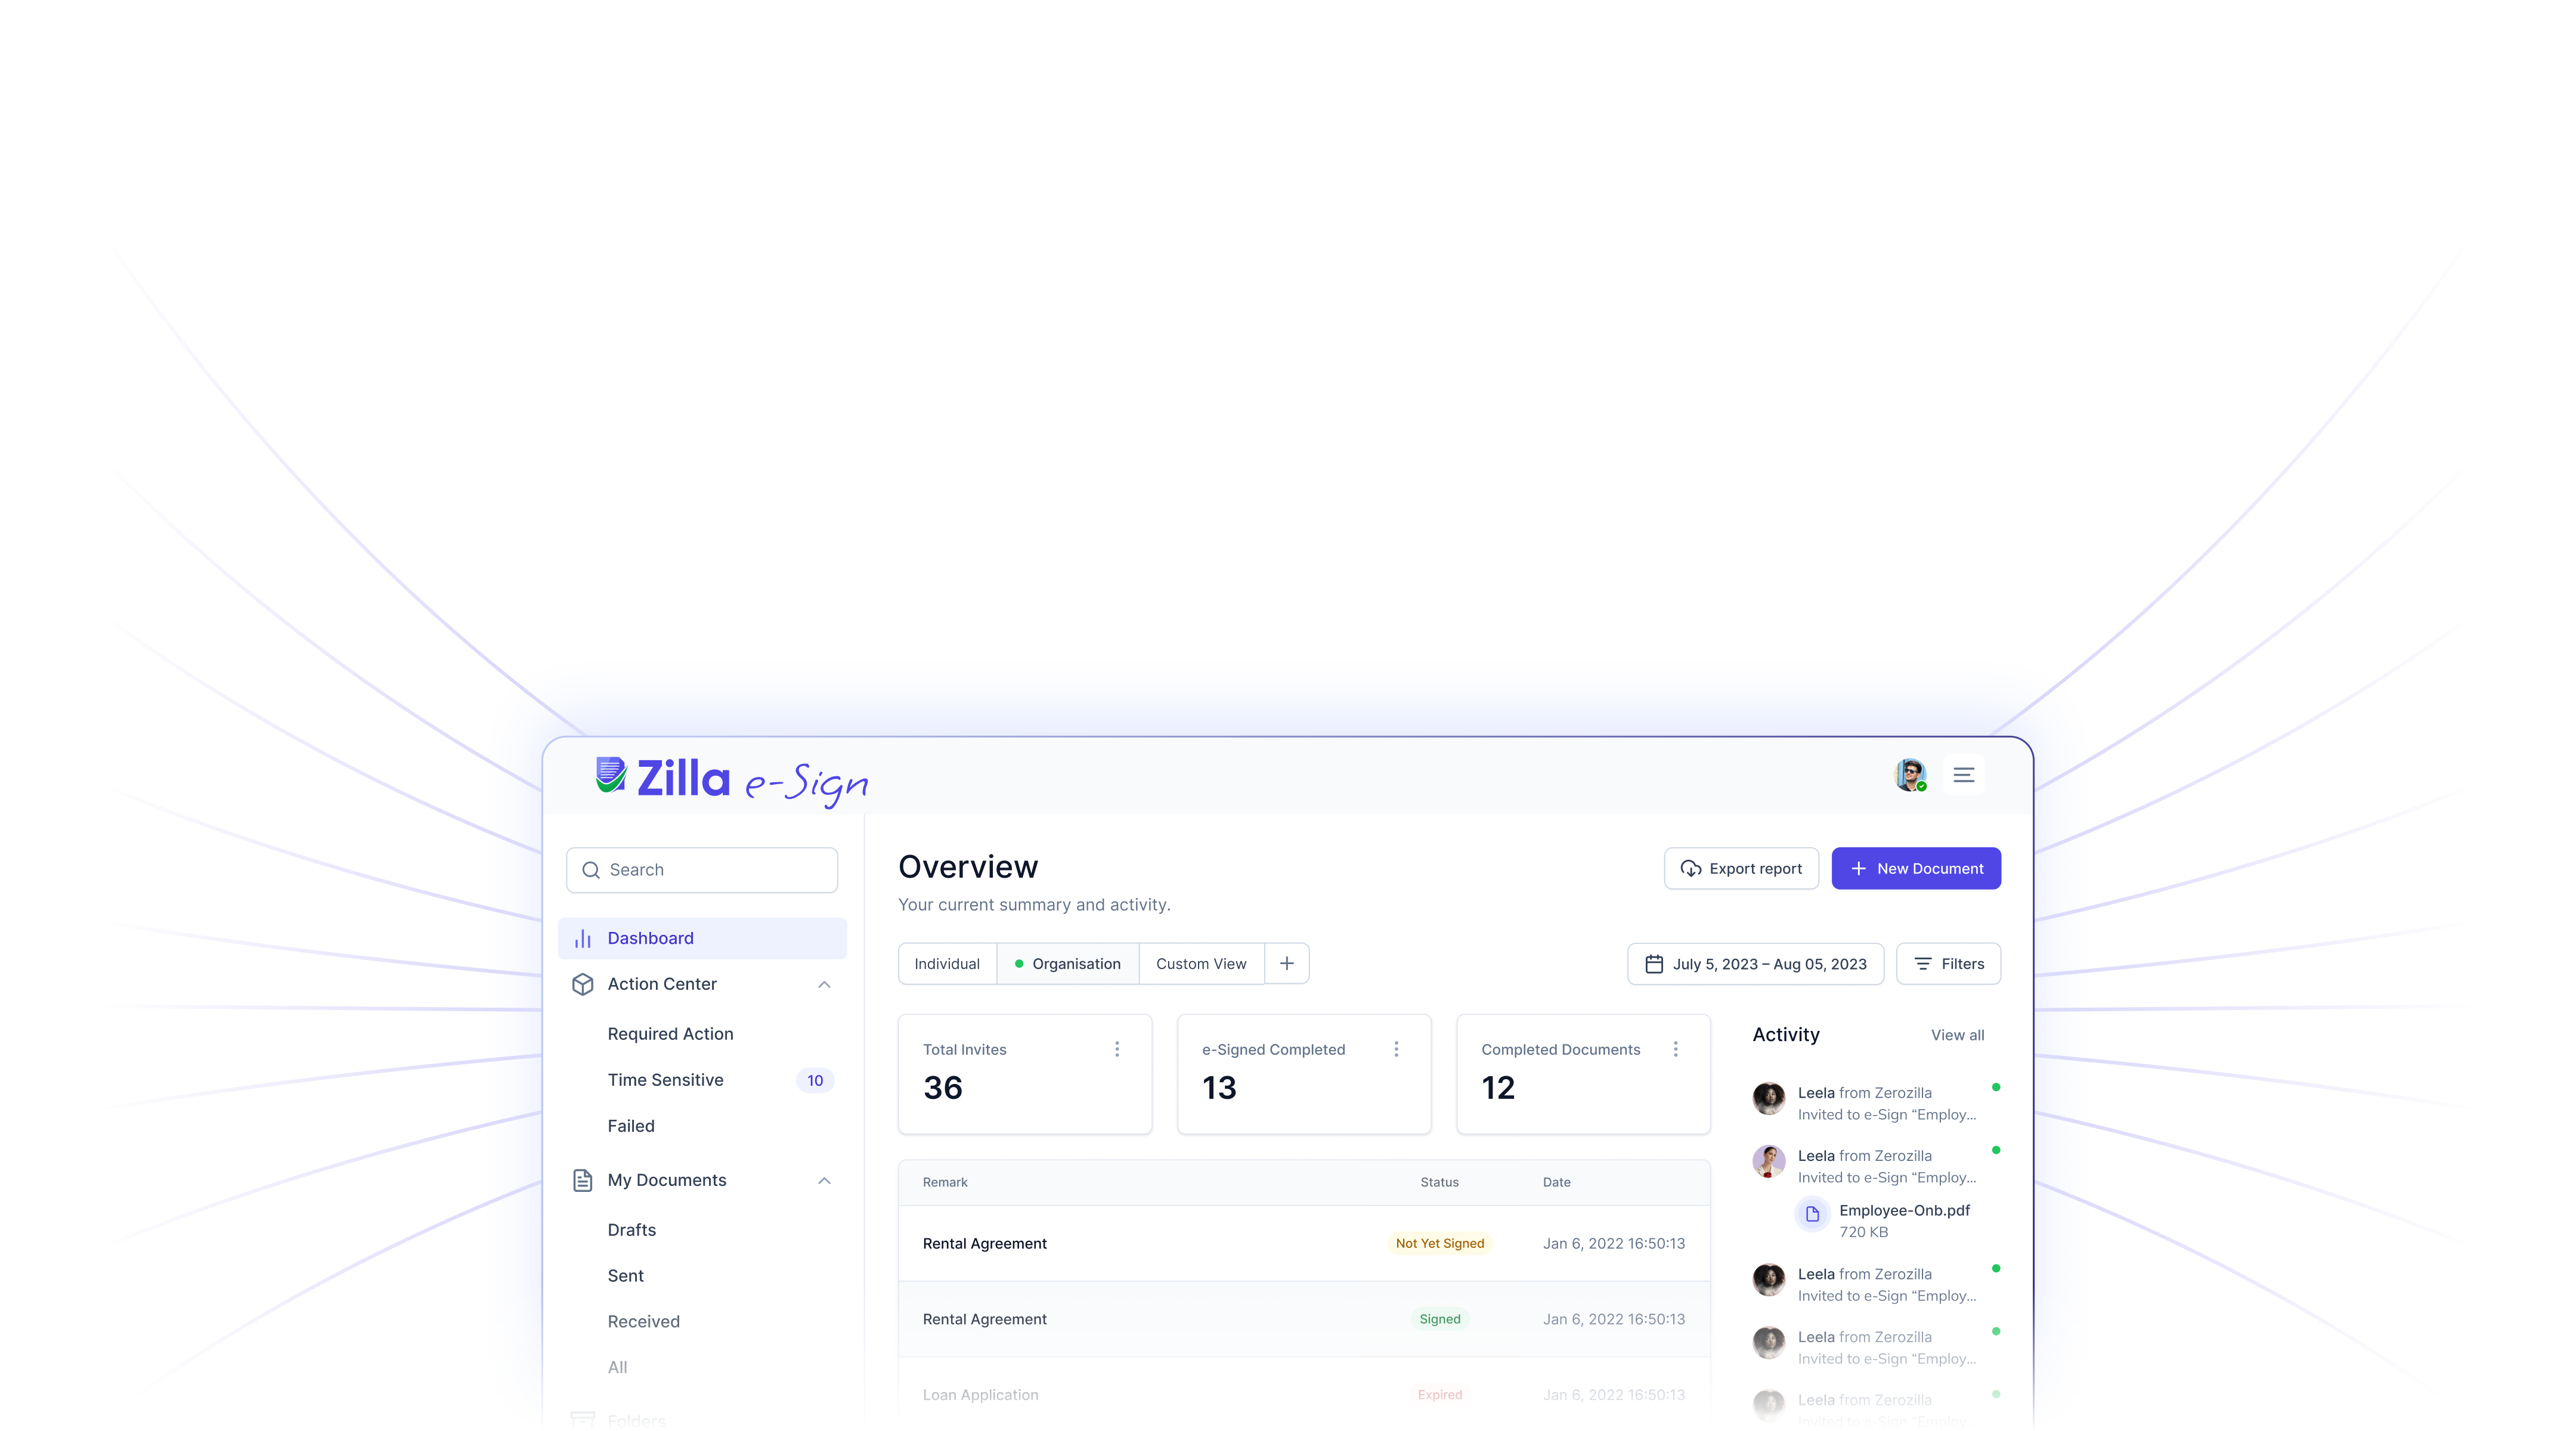 Zilla e-Sign
Search
Dashboard
Action Center
Required Action
Time Sensitive 10
Failed
My Documents
Drafts
Sent
Received
All
Folders
Overview
Your current summary and activity.
Export report
New Document
Individual
Organisation
Custom View
July 5, 2023 – Aug 05, 2023
Filters
Total Invites
36
e-Signed Completed
13
Completed Documents
12
Remark Status Date
Rental Agreement Not Yet Signed Jan 6, 2022 16:50:13
Rental Agreement Signed Jan 6, 2022 16:50:13
Loan Application Expired Jan 6, 2022 16:50:13
Activity View all
Leela from Zerozilla
Invited to e-Sign “Employ...
Leela from Zerozilla
Invited to e-Sign “Employ...
Employee-Onb.pdf
720 KB
Leela from Zerozilla
Invited to e-Sign “Employ...
Leela from Zerozilla
Invited to e-Sign “Employ...
Leela from Zerozilla
Invited to e-Sign “Employ...